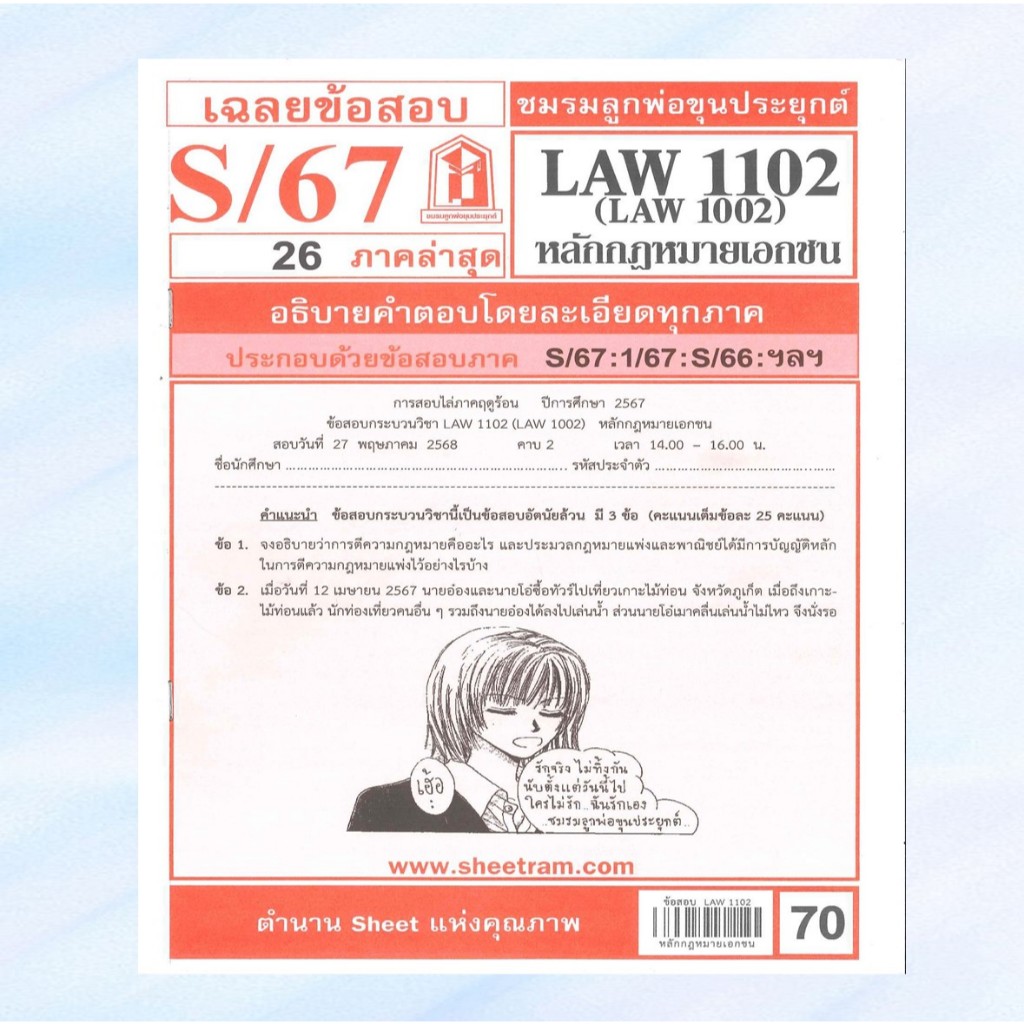 เฉลยข้อสอบ
ชมรมลูกพ่อขุนประยุกต์
S/67
ชมรมลูกพ่อขุนประยุกต์
LAW 1102
(LAW 1002)
26 ภาคล่าสุด
หลักกฎหมายเอกชน
อธิบายคำตอบโดยละเอียดทุกภาค
ประกอบด้วยข้อสอบภาค S/67:1/67:S/66:ฯลฯ
การสอบไล่ภาคฤดูร้อน ปีการศึกษา 2567
ข้อสอบกระบวนวิชา LAW 1102 (LAW 1002) หลักกฎหมายเอกชน
สอบวันที่ 27 พฤษภาคม 2568 คาบ 2 เวลา 14.00 – 16.00 น.
ชื่อนักศึกษา ........................................................ รหัสประจำตัว ....................................
คำแนะนำ ข้อสอบกระบวนวิชานี้เป็นข้อสอบอัตนัยล้วน มี 3 ข้อ (คะแนนเต็มข้อละ 25 คะแนน)
ข้อ 1. จงอธิบายว่าการตีความกฎหมายคืออะไร และประมวลกฎหมายแพ่งและพาณิชย์ได้มีการบัญญัติหลัก
ในการตีความกฎหมายแพ่งไว้อย่างไรบ้าง
ข้อ 2. เมื่อวันที่ 12 เมษายน 2567 นายอ๋องและนายโอ๋ซื้อทัวร์ไปเที่ยวเกาะไม้ท่อน จังหวัดภูเก็ต เมื่อถึงเกาะ-
ไม้ท่อนแล้ว นักท่องเที่ยวคนอื่น ๆ รวมถึงนายอ๋องได้ลงไปเล่นน้ำ ส่วนนายโอ๋เมาคลื่นเล่นน้ำไม่ไหว จึงนั่งรอ
เฮ้อ
รักจริง ไม่ทิ้งกัน
นับตั้งแต่วันนี้ไป
ใครไม่รัก..ฉันรักเอง
..ชมรมลูกพ่อขุนประยุกต์..
www.sheetram.com
ตำนาน Sheet แห่งคุณภาพ
ข้อสอบ LAW 1102
หลักกฎหมายเอกชน
70